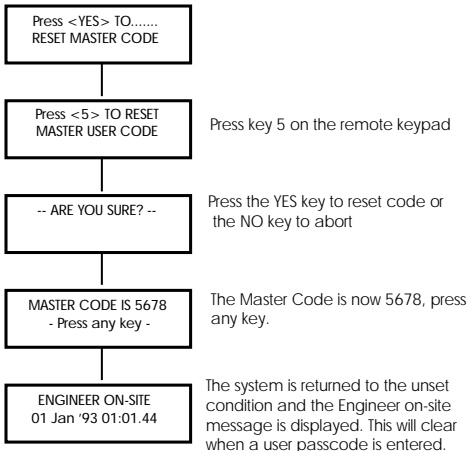 Press <YES> TO.......
RESET MASTER CODE
Press <5> TO RESET
MASTER USER CODE
Press key 5 on the remote keypad
-- ARE YOU SURE? --
Press the YES key to reset code or
the NO key to abort
MASTER CODE IS 5678
- Press any key -
The Master Code is now 5678, press
any key.
ENGINEER ON-SITE
01 Jan '93 01:01.44
The system is returned to the unset
condition and the Engineer on-site
message is displayed. This will clear
when a user passcode is entered.